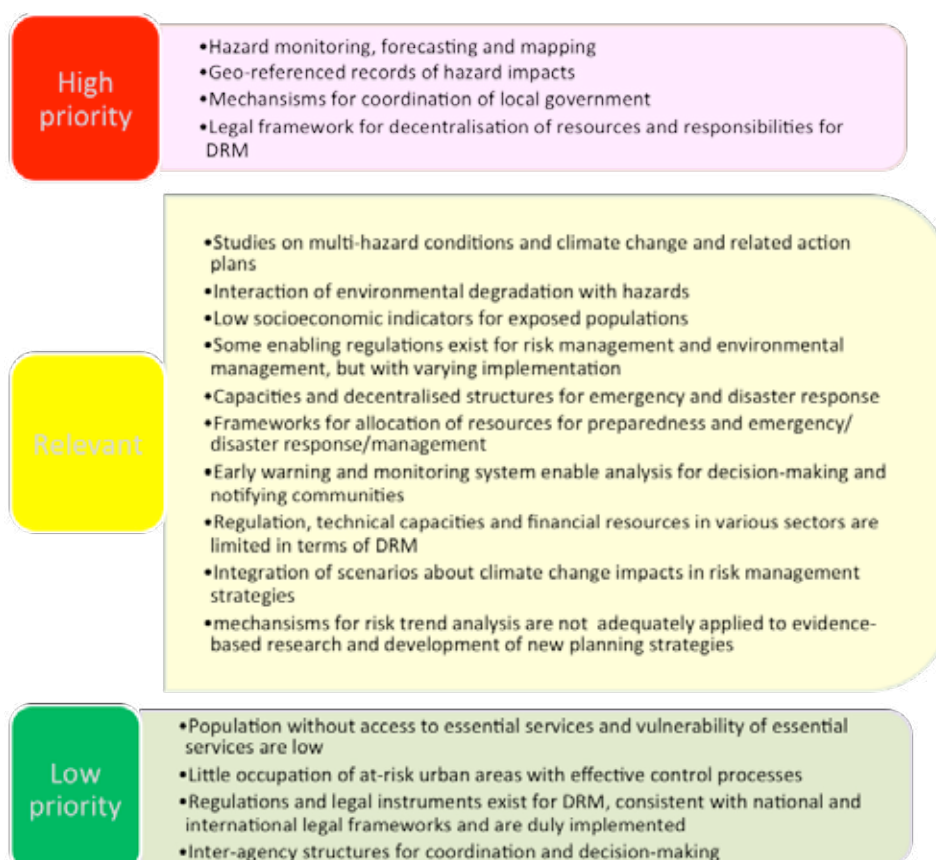 High
priority
•Hazard monitoring, forecasting and mapping
•Geo-referenced records of hazard impacts
•Mechansisms for coordination of local government
•Legal framework for decentralisation of resources and responsibilities for
DRM
Relevant
•Studies on multi-hazard conditions and climate change and related action
plans
•Interaction of environmental degradation with hazards
•Low socioeconomic indicators for exposed populations
•Some enabling regulations exist for risk management and environmental
management, but with varying implementation
•Capacities and decentralised structures for emergency and disaster response
•Frameworks for allocation of resources for preparedness and emergency/
disaster response/management
•Early warning and monitoring system enable analysis for decision-making and
notifying communities
•Regulation, technical capacities and financial resources in various sectors are
limited in terms of DRM
•Integration of scenarios about climate change impacts in risk management
strategies
•mechansisms for risk trend analysis are not adequately applied to evidence-
based research and development of new planning strategies
Low
priority
•Population without access to essential services and vulnerability of essential
services are low
•Little occupation of at-risk urban areas with effective control processes
•Regulations and legal instruments exist for DRM, consistent with national and
international legal frameworks and are duly implemented
•Inter-agency structures for coordination and decision-making